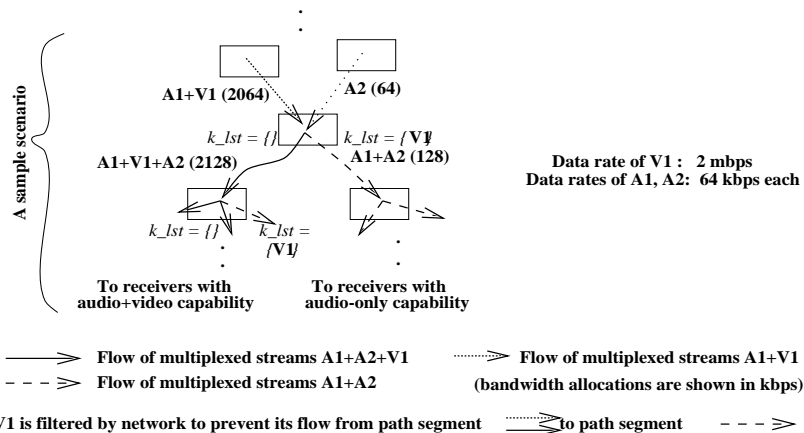 A sample scenario
A1+V1 (2064)
A2 (64)
k_lst = {}
k_lst = {V1}
A1+V1+A2 (2128)
A1+A2 (128)
Data rate of V1 : 2 mbps
Data rates of A1, A2: 64 kbps each
k_lst = {}
k_lst =
{V1}
To receivers with
audio+video capability
To receivers with
audio-only capability
Flow of multiplexed streams A1+A2+V1
Flow of multiplexed streams A1+V1
Flow of multiplexed streams A1+A2
(bandwidth allocations are shown in kbps)
V1 is filtered by network to prevent its flow from path segment to path segment